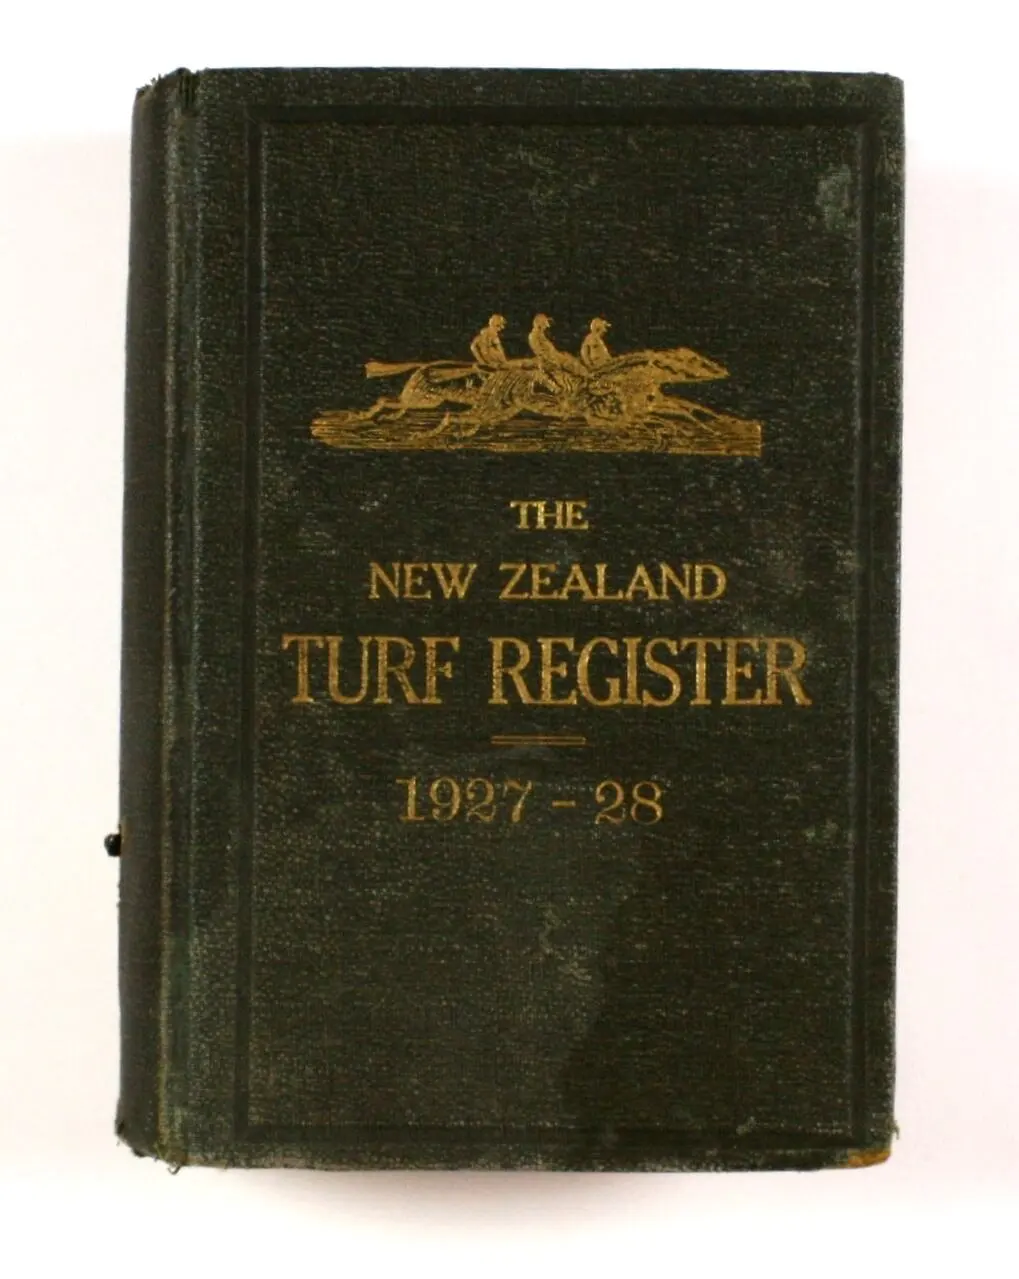 THE
NEW ZEALAND
TURF REGISTER
1927 - 28